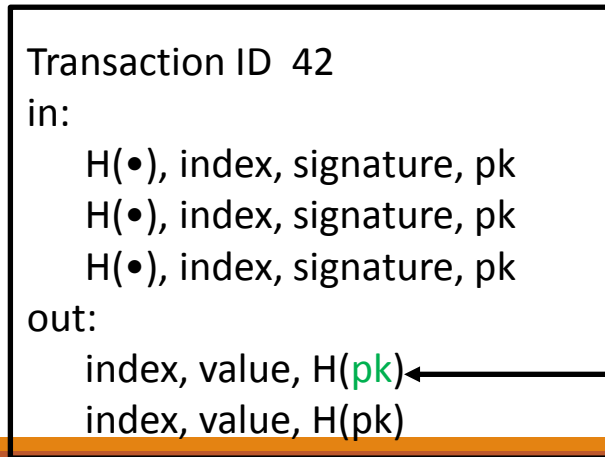 Transaction ID 42
in:
H(•), index, signature, pk
H(•), index, signature, pk
H(•), index, signature, pk
out:
index, value, H(pk)
index, value, H(pk)